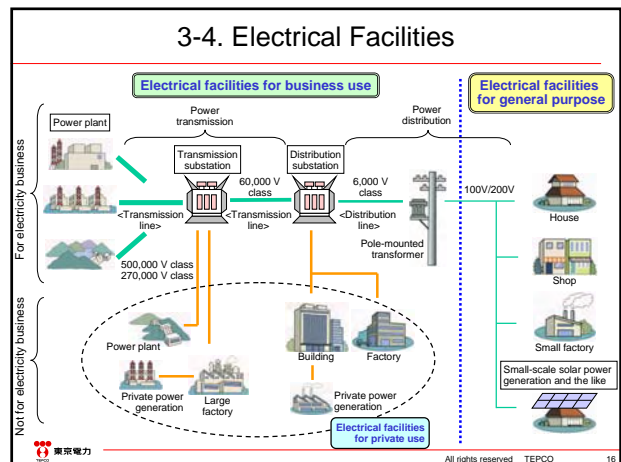 3-4. Electrical Facilities
Electrical facilities for business use
Electrical facilities
for general purpose
Power
transmission
Power
distribution
Power plant
Transmission
substation
Distribution
substation
60,000 V
class
6,000 V
class
100V/200V
<Transmission
line>
<Transmission
line>
<Distribution
line>
Pole-mounted
transformer
500,000 V class
270,000 V class
For electricity business
House
Shop
Small factory
Small-scale solar power
generation and the like
Not for electricity business
Power plant
Private power
generation
Large
factory
Building
Factory
Private power
generation
Electrical facilities
for private use
東京電力
TEPCO
All rights reserved TEPCO
16